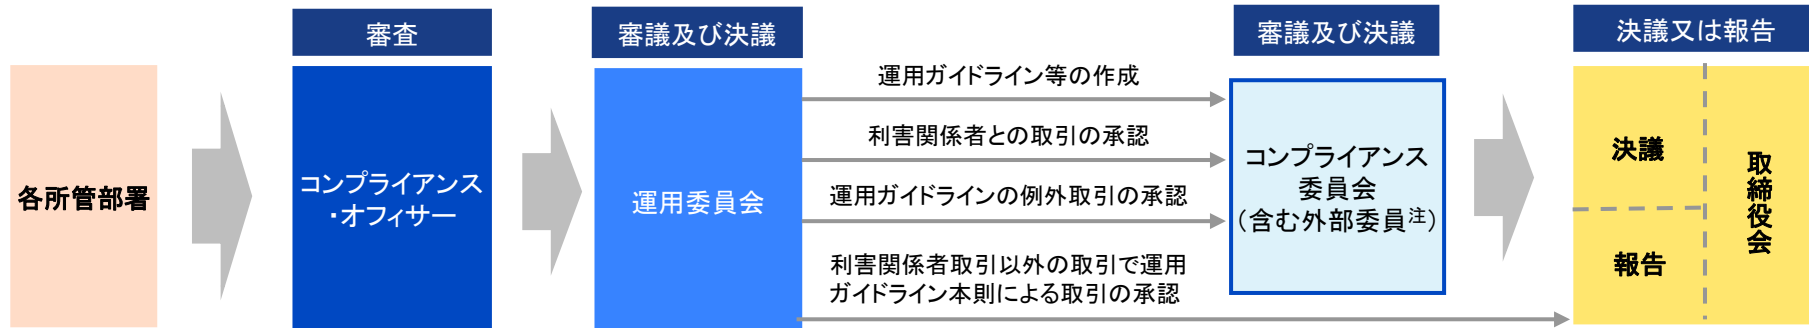 審査
審議及び決議
審議及び決議
決議又は報告
各所管部署
コンプライアンス
・オフィサー
運用委員会
運用ガイドライン等の作成
利害関係者との取引の承認
運用ガイドラインの例外取引の承認
利害関係者取引以外の取引で運用
ガイドライン本則による取引の承認
コンプライアンス
委員会
（含む外部委員注）
決議
報告
取締役会